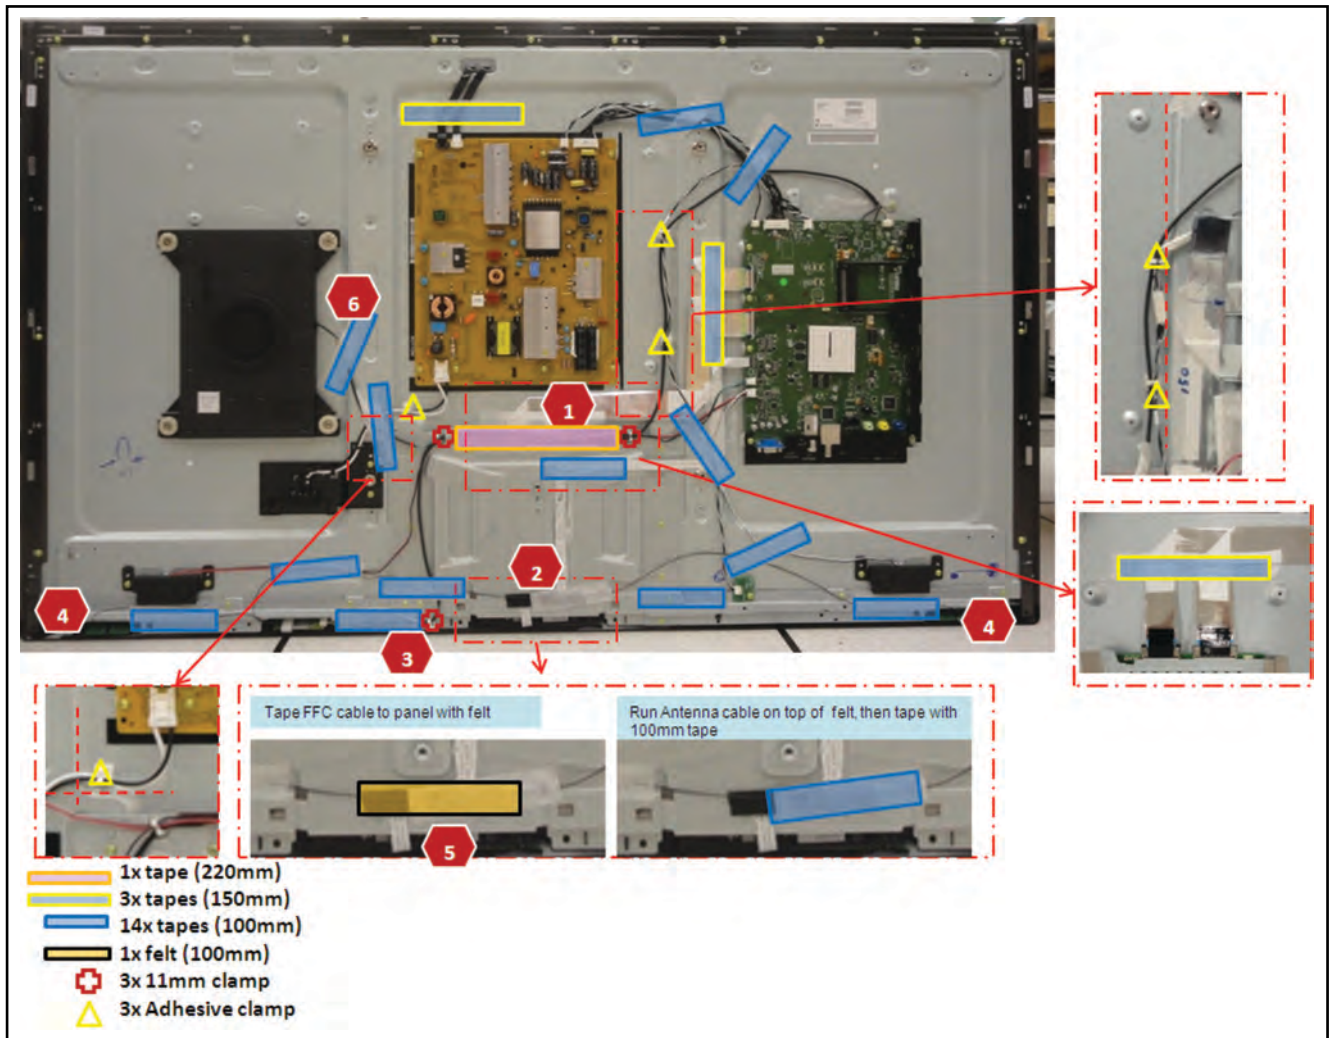 6
1
2
4
4
3
Tape FFC cable to panel with felt
Run Antenna cable on top of felt, then tape with
100mm tape
5
1x tape (220mm)
3x tapes (150mm)
14x tapes (100mm)
1x felt (100mm)
3x 11mm clamp
3x Adhesive clamp